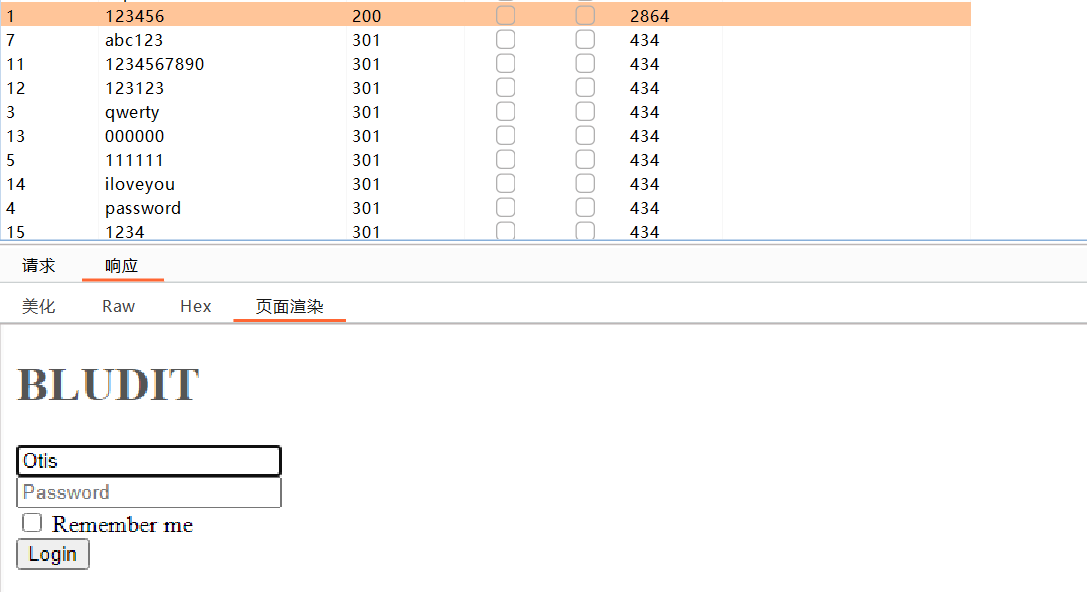 1 123456 200 2864
7 abc123 301 434
11 1234567890 301 434
12 123123 301 434
3 qwerty 301 434
13 000000 301 434
5 111111 301 434
14 iloveyou 301 434
4 password 301 434
15 1234 301 434
请求 响应
美化 Raw Hex 页面渲染
BLUDIT
Otis
Password
Remember me
Login